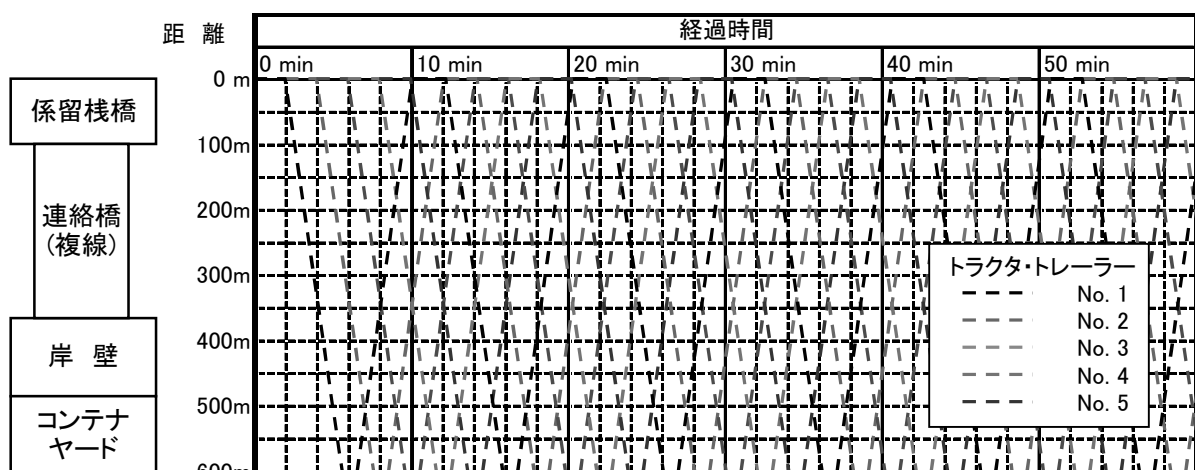 距 離
経過時間
0 min
10 min
20 min
30 min
40 min
50 min
0 m
100m
200m
300m
400m
500m
600m
係留桟橋
連絡橋
(複線)
岸 壁
コンテナ
ヤード
トラクタ・トレーラー
No. 1
No. 2
No. 3
No. 4
No. 5